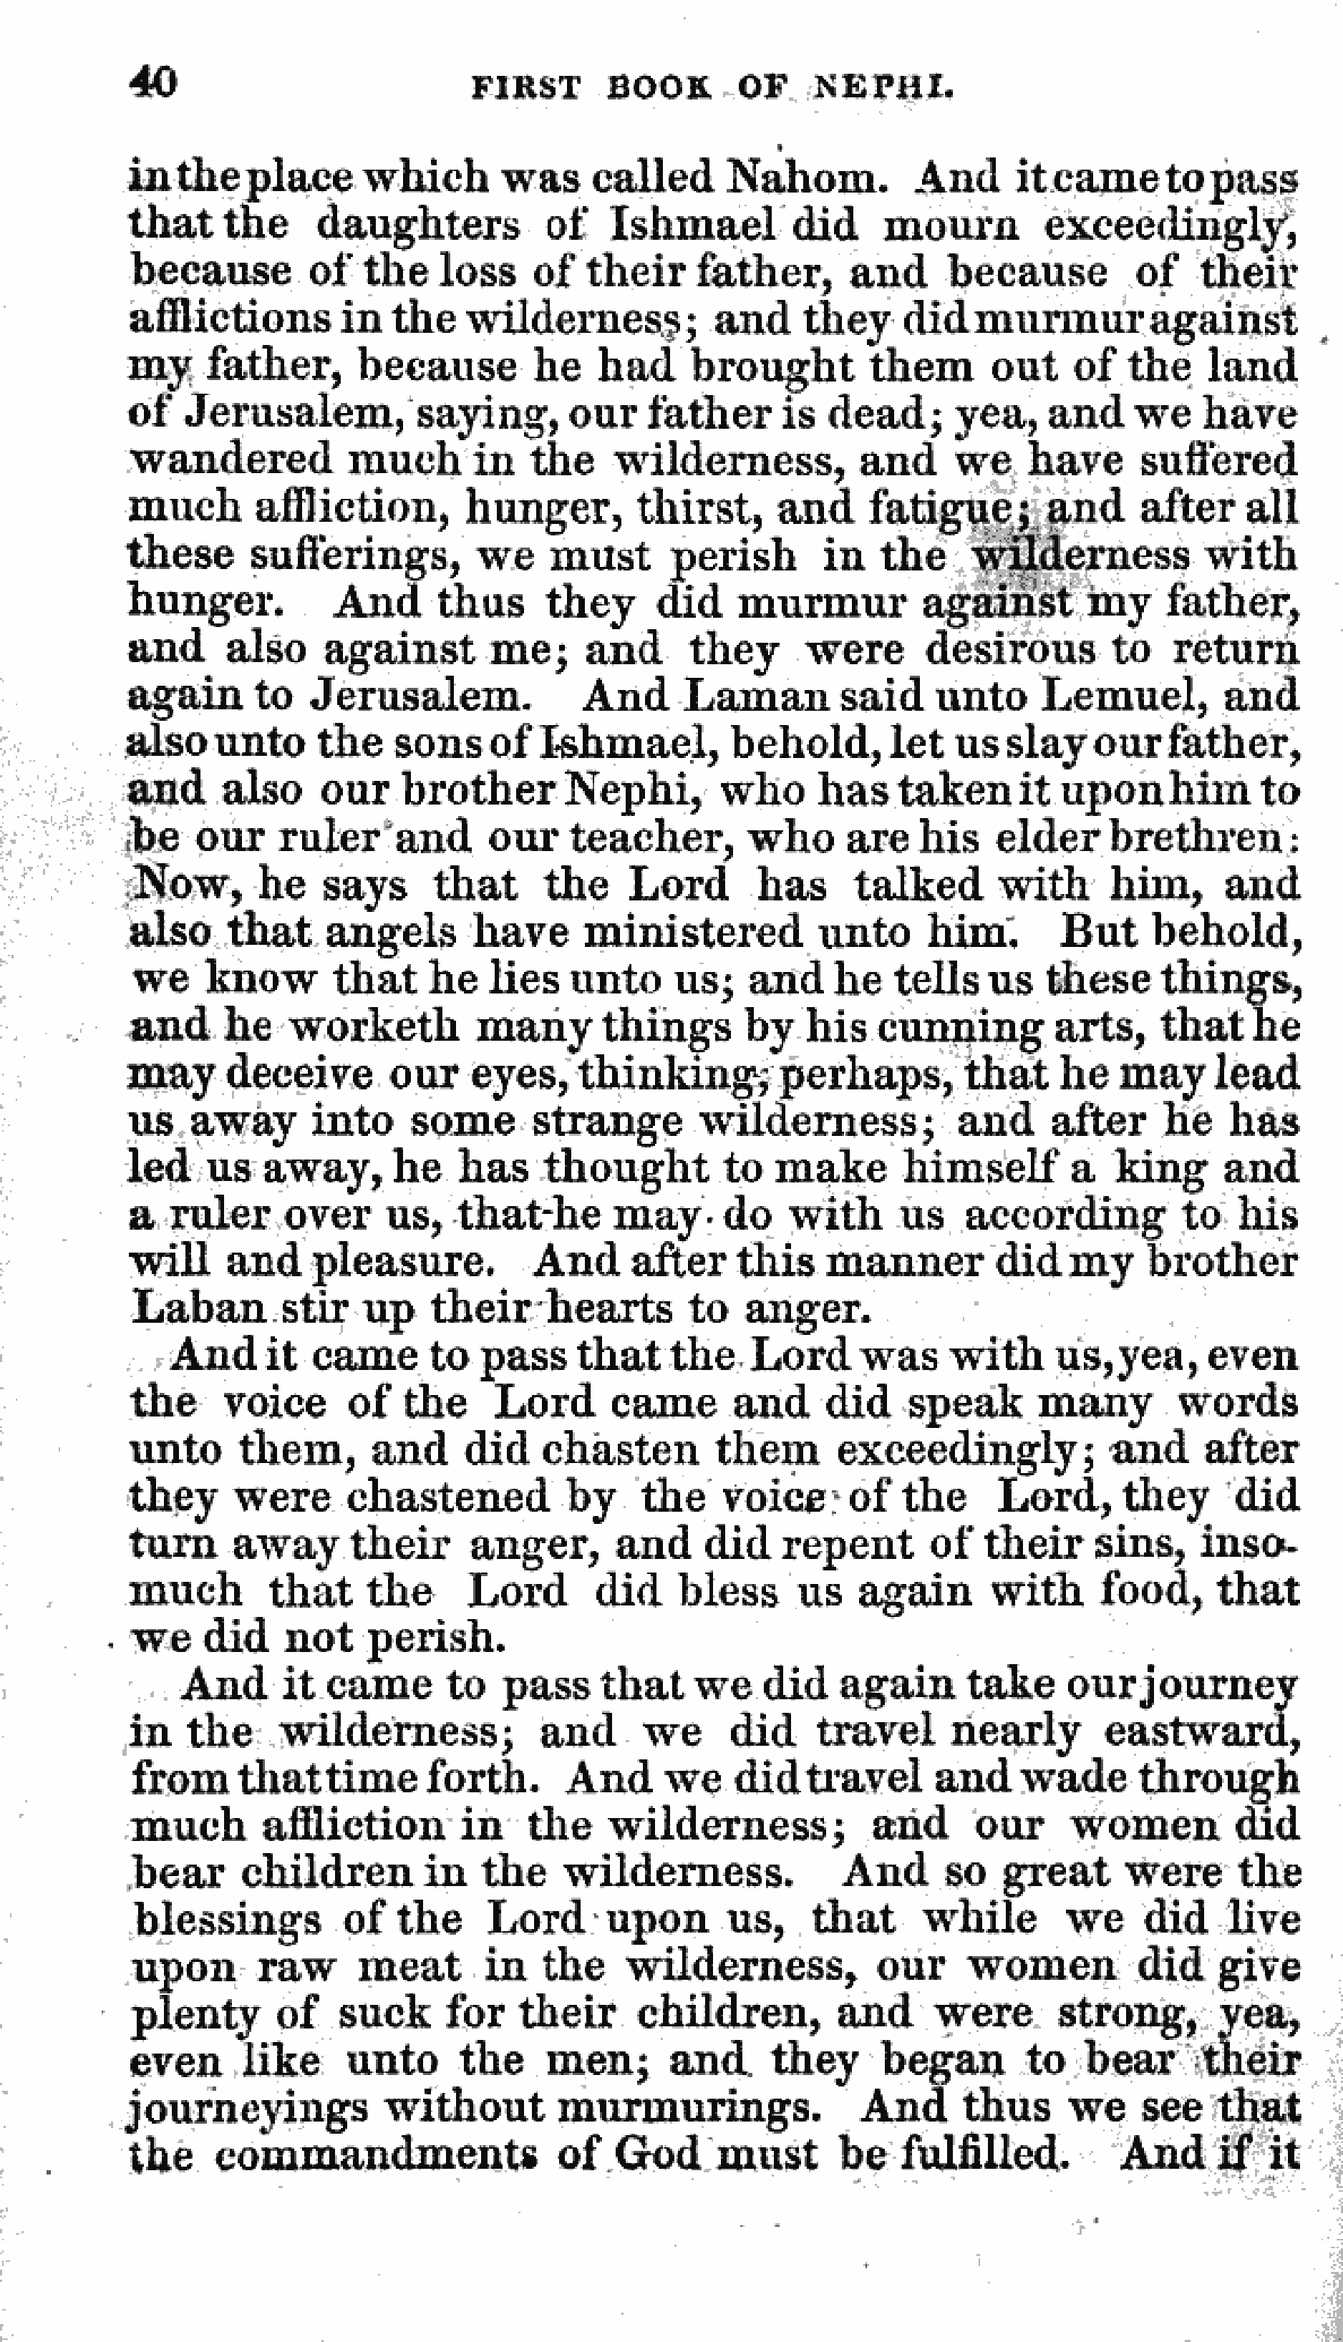 40 FIRST BOOK OF NEPHI.
in the place which was called Nahom. And it came to pass
that the daughters of Ishmael did mourn exceedingly,
because of the loss of their father, and because of their
afflictions in the wilderness; and they did murmur against
my father, because he had brought them out of the land
of Jerusalem, saying, our father is dead; yea, and we have
wandered much in the wilderness, and we have suffered
much affliction, hunger, thirst, and fatigue; and after all
these sufferings, we must perish in the wilderness with
hunger. And thus they did murmur against my father,
and also against me; and they were desirous to return
again to Jerusalem. And Laman said unto Lemuel, and
also unto the sons of Ishmael, behold, let us slay our father,
and also our brother Nephi, who has taken it upon him to
be our ruler and our teacher, who are his elder brethren:
Now, he says that the Lord has talked with him, and
also that angels have ministered unto him. But behold,
we know that he lies unto us; and he tells us these things,
and he worketh many things by his cunning arts, that he
may deceive our eyes, thinking, perhaps, that he may lead
us away into some strange wilderness; and after he has
led us away, he has thought to make himself a king and
a ruler over us, that he may do with us according to his
will and pleasure. And after this manner did my brother
Laban stir up their hearts to anger.
And it came to pass that the Lord was with us, yea, even
the voice of the Lord came and did speak many words
unto them, and did chasten them exceedingly; and after
they were chastened by the voice of the Lord, they did
turn away their anger, and did repent of their sins, inso-
much that the Lord did bless us again with food, that
we did not perish.
And it came to pass that we did again take our journey
in the wilderness; and we did travel nearly eastward,
from that time forth. And we did travel and wade through
much affliction in the wilderness; and our women did
bear children in the wilderness. And so great were the
blessings of the Lord upon us, that while we did live
upon raw meat in the wilderness, our women did give
plenty of suck for their children, and were strong, yea,
even like unto the men; and they began to bear their
journeyings without murmurings. And thus we see that
the commandments of God must be fulfilled. And if it